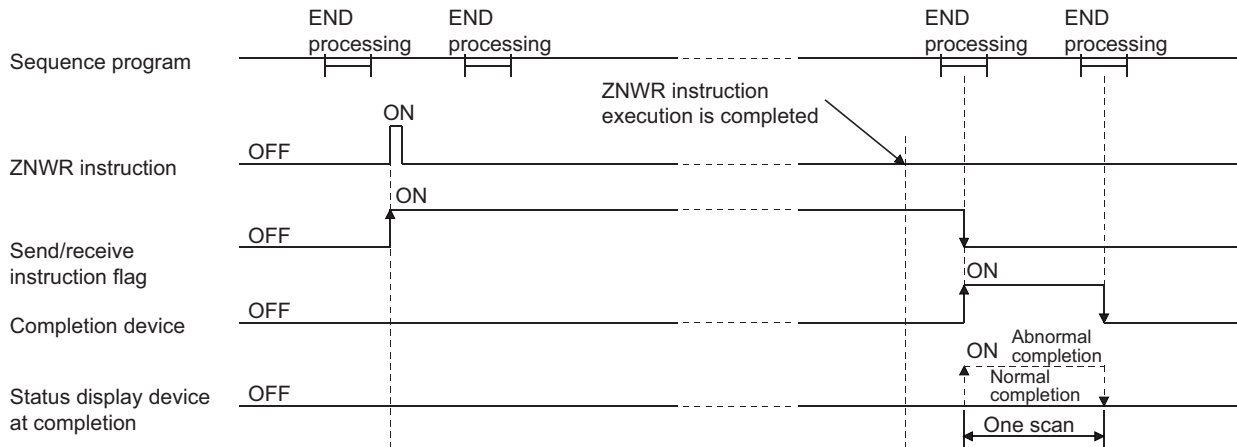 END
processing
END
processing
END
processing
END
processing
Sequence program
ZNWR instruction
execution is completed
ON
OFF
ZNWR instruction
ON
OFF
Send/receive
instruction flag
ON
OFF
Completion device
ON
Abnormal
completion
OFF
Normal
completion
Status display device
at completion
One scan